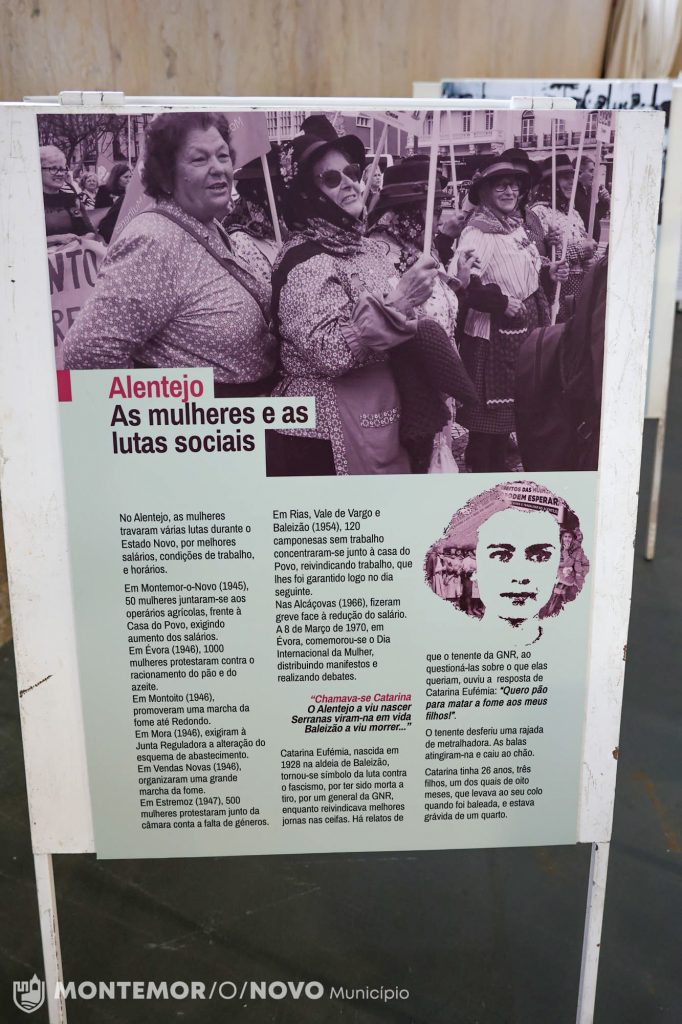 Alentejo
As mulheres e as
lutas sociais
No Alentejo, as mulheres
travaram várias lutas durante o
Estado Novo, por melhores
salários, condições de trabalho,
e horários.
Em Montemor-o-Novo (1945),
50 mulheres juntaram-se aos
operários agrícolas, frente à
Casa do Povo, exigindo
aumento dos salários.
Em Évora (1946), 1000
mulheres protestaram contra o
racionamento do pão e do
azeite.
Em Montoito (1946),
promoveram uma marcha da
fome até Redondo.
Em Mora (1946), exigiram à
Junta Reguladora a alteração do
esquema de abastecimento.
Em Vendas Novas (1946),
organizaram uma grande
marcha da fome.
Em Estremoz (1947), 500
mulheres protestaram junto da
câmara conta a falta de géneros.
Em Rias, Vale de Vargo e
Baleizão (1954), 120
camponesas sem trabalho
concentraram-se junto à casa do
Povo, reivindicando trabalho, que
lhes foi garantido logo no dia
seguinte.
Nas Alcáçovas (1966), fizeram
greve face à redução do salário.
A 8 de Março de 1970, em
Évora, comemorou-se o Dia
Internacional da Mulher,
distribuindo manifestos e
realizando debates.
“Chamava-se Catarina
O Alentejo a viu nascer
Serranas viram-na em vida
Baleizão a viu morrer...”
Catarina Eufémia, nascida em
1928 na aldeia de Baleizão,
tornou-se símbolo da luta contra
o fascismo, por ter sido morta a
tiro, por um general da GNR,
enquanto reivindicava melhores
jornas nas ceifas. Há relatos de
que o tenente da GNR, ao
questioná-las sobre o que elas
queriam, ouviu a resposta de
Catarina Eufémia: “Quero pão
para matar a fome aos meus
filhos!”.
O tenente desferiu uma rajada
de metralhadora. As balas
atingiram-na e caiu ao chão.
Catarina tinha 26 anos, três
filhos, um dos quais de oito
meses, que levava ao seu colo
quando foi baleada, e estava
grávida de um quarto.
PODEM ESPERAR
MONTEMOR/O/NOVO Município